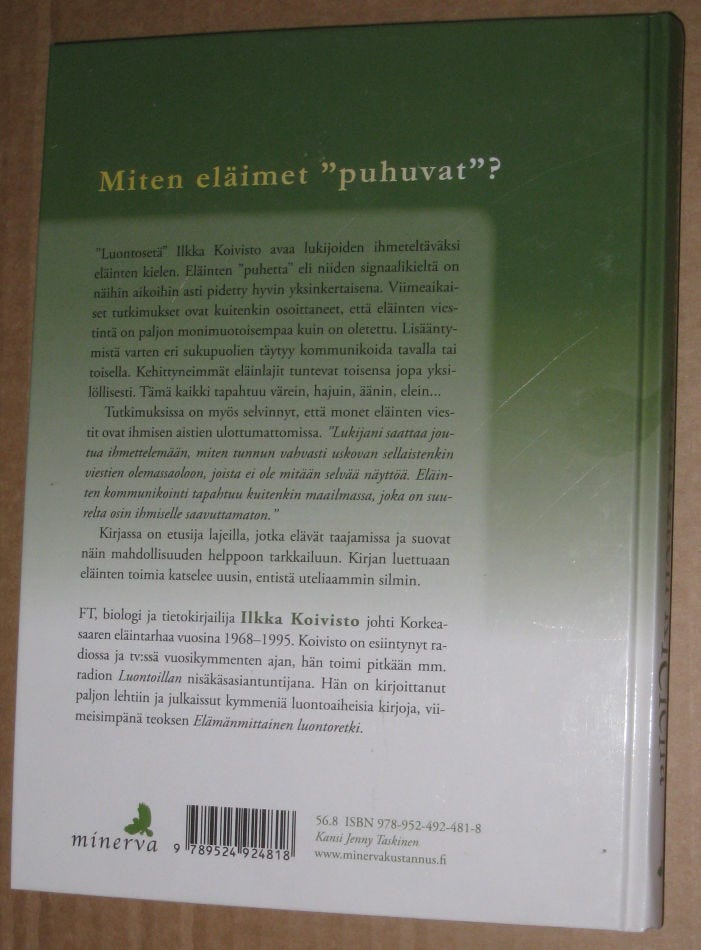 Miten eläimet ”puhuvat”?
”Luontosetä” Ilkka Koivisto avaa lukijoiden ihmeteltäväksi
eläinten kielen. Eläinten ”puhetta” eli niiden signaalikieltä on
näihin aikoihin asti pidetty hyvin yksinkertaisena. Viimeaikai-
set tutkimukset ovat kuitenkin osoittaneet, että eläinten vies-
tintä on paljon monimuotoisempaa kuin on oletettu. Lisäänty-
mistä varten eri sukupuolien täytyy kommunikoida tavalla tai
toisella. Kehittyneimmät eläinlajit tuntevat toisensa jopa yksi-
löllisesti. Tämä kaikki tapahtuu värein, hajuin, äänin, elein...
Tutkimuksissa on myös selvinnyt, että monet eläinten vies-
tit ovat ihmisen aistien ulottumattomissa. ”Lukijani saattaa jou-
tua ihmettelemään, miten tunnun vahvasti uskovan sellaistenkin
viestien olemassaoloon, joista ei ole mitään selvää näyttöä. Eläin-
ten kommunikointi tapahtuu kuitenkin maailmassa, joka on suu-
relta osin ihmiselle saavuttamaton.”
Kirjassa on etusija lajeilla, jotka elävät taajamissa ja suovat
näin mahdollisuuden helppoon tarkkailuun. Kirjan luettuaan
eläinten toimia katselee uusin, entistä uteliaammin silmin.
FT, biologi ja tietokirjailija Ilkka Koivisto johti Korkea-
saaren eläintarhaa vuosina 1968–1995. Koivisto on esiintynyt ra-
diossa ja tv:ssä vuosikymmenten ajan, hän toimi pitkään mm.
radion Luontoillan nisäkäsasiantuntijana. Hän on kirjoittanut
paljon lehtiin ja julkaissut kymmeniä luontoaiheisia kirjoja, vii-
meisimpänä teoksen Elämänmittainen luontoretki.
minerva
9 789524 924818
56.8 ISBN 978-952-492-481-8
Kansi Jenny Taskinen
www.minervakustannus.fi